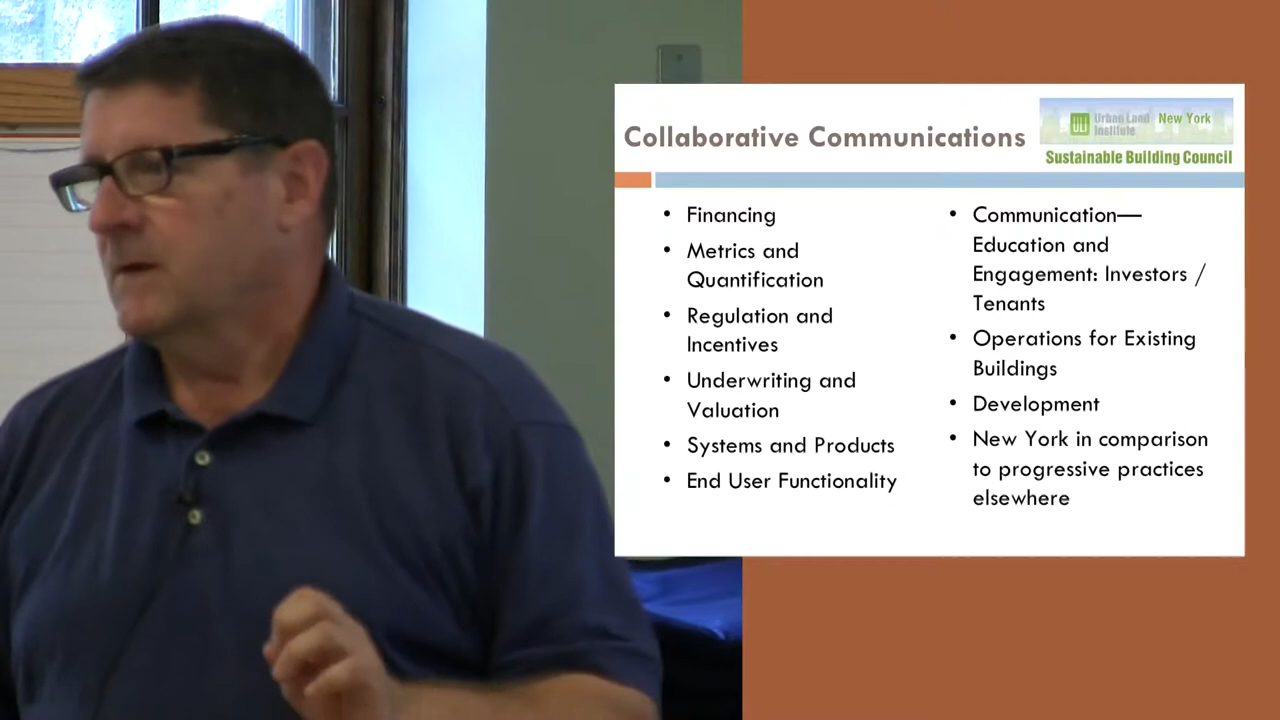 Collaborative Communications
ULI
Urban Land
Institute
New York
Sustainable Building Council
• Financing
• Metrics and
Quantification
• Regulation and
Incentives
• Underwriting and
Valuation
• Systems and Products
• End User Functionality
• Communication—
Education and
Engagement: Investors /
Tenants
• Operations for Existing
Buildings
• Development
• New York in comparison
to progressive practices
elsewhere